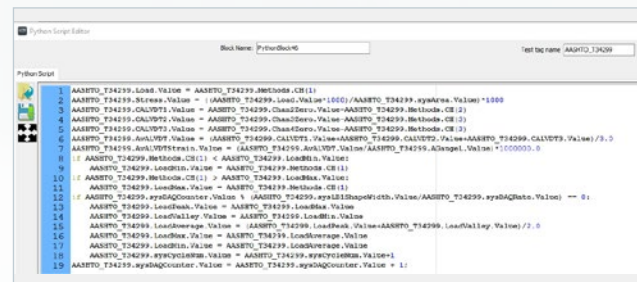 Python Script Editor
Block Name: PythonBlock46 Test tag name AASHTO_T34299
Python Script
1 AASHTO_T34299.Load.Value = AASHTO_T34299.Methods.CH(1)
2 AASHTO_T34299.Stress.Value = ((AASHTO_T34299.Load.Value*1000)/AASHTO_T34299.sysArea.Value)*1000
3 AASHTO_T34299.CALVDT1.Value = AASHTO_T34299.Chan2Zero.Value-AASHTO_T34299.Methods.CH(2)
4 AASHTO_T34299.CALVDT2.Value = AASHTO_T34299.Chan2Zero.Value-AASHTO_T34299.Methods.CH(2)
5 AASHTO_T34299.CALVDT3.Value = AASHTO_T34299.Chan2Zero.Value-AASHTO_T34299.Methods.CH(2)
6 AASHTO_T34299.AvALVDT.Value = (AASHTO_T34299.CALVDT1.Value+AASHTO_T34299.CALVDT2.Value+AASHTO_T34299.CALVDT3.Value)/3.0
7 AASHTO_T34299.AvALVDTStrain.Value = (AASHTO_T34299.AvALVDT.Value/AASHTO_T34299.AGangeL.Value)*1000000.0
8 if AASHTO_T34299.Methods.CH(1) < AASHTO_T34299.LoadMin.Value:
9 AASHTO_T34299.LoadMin.Value = AASHTO_T34299.Methods.CH(1)
10 if AASHTO_T34299.Methods.CH(1) > AASHTO_T34299.LoadMax.Value:
11 AASHTO_T34299.LoadMax.Value = AASHTO_T34299.Methods.CH(1)
12 if AASHTO_T34299.sysDAQCounter.Value % (AASHTO_T34299.sysLD1ShapeWidth.Value/AASHTO_T34299.sysDAQRate.Value) == 0:
13 AASHTO_T34299.LoadPeak.Value = AASHTO_T34299.LoadMax.Value
14 AASHTO_T34299.LoadValley.Value = AASHTO_T34299.LoadMin.Value
15 AASHTO_T34299.LoadAverage.Value = (AASHTO_T34299.LoadPeak.Value+AASHTO_T34299.LoadValley.Value)/2.0
16 AASHTO_T34299.LoadMax.Value = AASHTO_T34299.LoadAverage.Value
17 AASHTO_T34299.LoadMin.Value = AASHTO_T34299.LoadAverage.Value
18 AASHTO_T34299.sysCycleNum.Value = AASHTO_T34299.sysCycleNum.Value+1
19 AASHTO_T34299.sysDAQCounter.Value = AASHTO_T34299.sysDAQCounter.Value + 1;